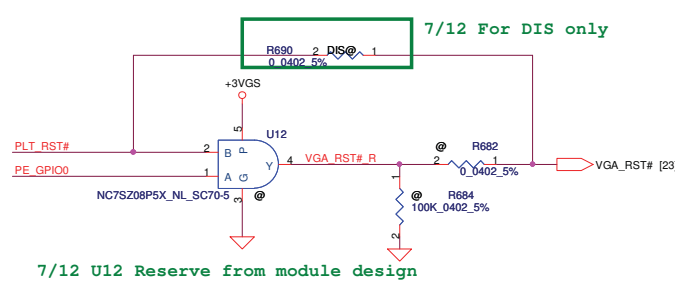 7/12 For DIS only
R690 2 DIS@ 1
0_0402_5%
+3VGS
5
U12
PLT_RST#
2 B P
Y 4 VGA_RST#_R
@ R682
2 1
0_0402_5%
VGA_RST# [23
PE_GPIO0
1 A G
NC7SZ08P5X_NL_SC70-5
3 @
1
@ R684
100K_0402_5%
2
7/12 U12 Reserve from module design